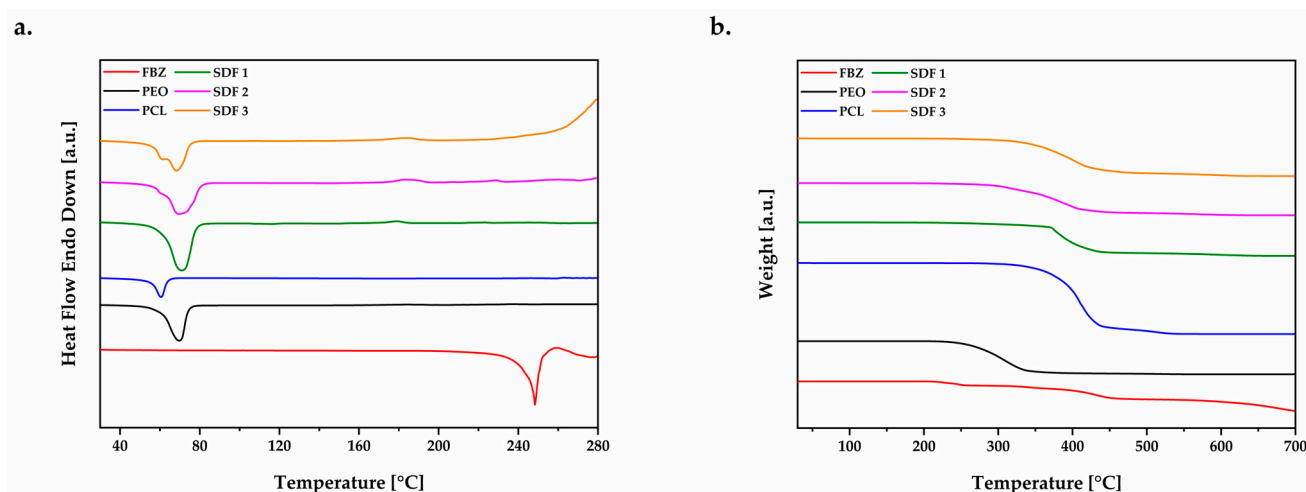 a.
FBZ SDF 1
PEO SDF 2
PCL SDF 3
Heat Flow Endo Down [a.u.]
40 80 120 160 200 240 280
Temperature [°C]
b.
FBZ SDF 1
PEO SDF 2
PCL SDF 3
Weight [a.u.]
100 200 300 400 500 600 700
Temperature [°C]